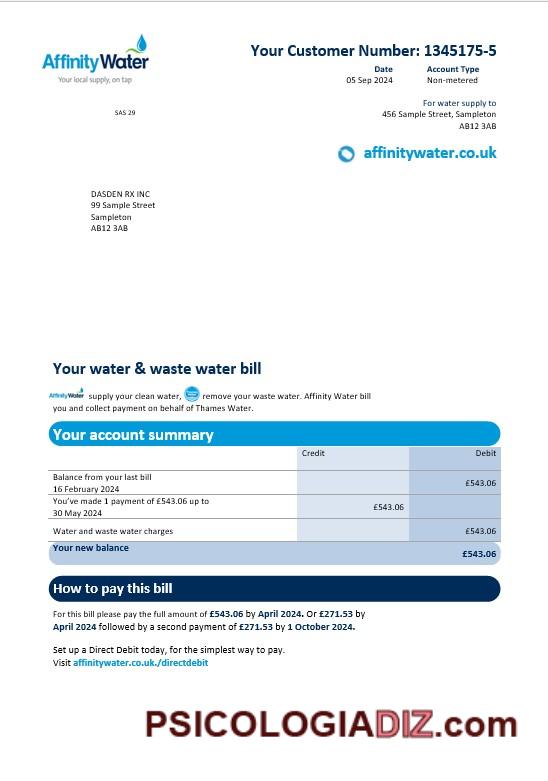 AffinityWater
Your local supply, on tap
Your Customer Number: 1345175-5
Date
Account Type
05 Sep 2024
Non-metered
SAS 29
For water supply to
456 Sample Street, Sampleton
AB12 3AB
affinitywater.co.uk
DASDEN RX INC
99 Sample Street
Sampleton
AB12 3AB
Your water & waste water bill
AffinityWater supply your clean water, remove your waste water. Affinity Water bill
you and collect payment on behalf of Thames Water.
Your account summary
Credit
Debit
Balance from your last bill
16 February 2024
£543.06
You've made 1 payment of £543.06 up to
30 May 2024
£543.06
Water and waste water charges
£543.06
Your new balance
£543.06
How to pay this bill
For this bill please pay the full amount of £543.06 by April 2024. Or £271.53 by
April 2024 followed by a second payment of £271.53 by 1 October 2024.
Set up a Direct Debit today, for the simplest way to pay.
Visit affinitywater.co.uk./directdebit
PSICOLOGIADIZ.com